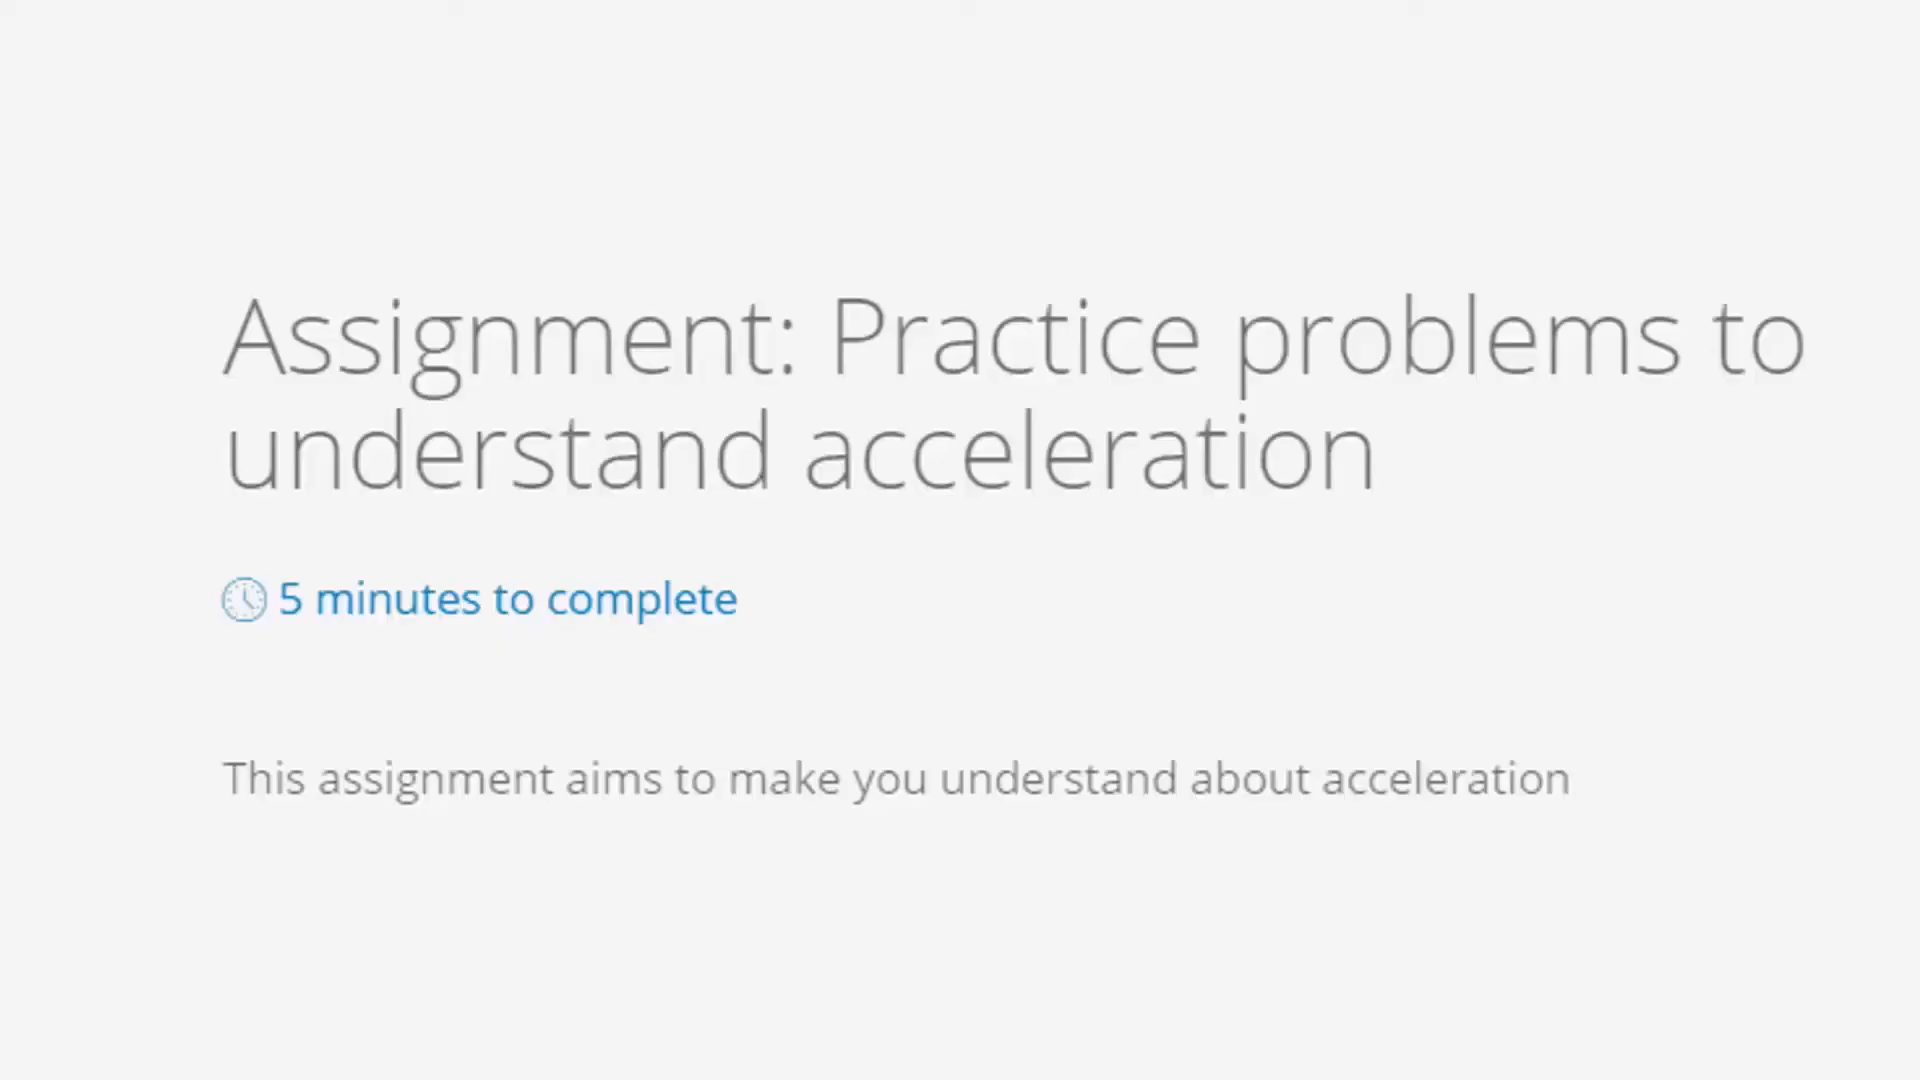 Assignment: Practice problems to
understand acceleration
5 minutes to complete
This assignment aims to make you understand about acceleration